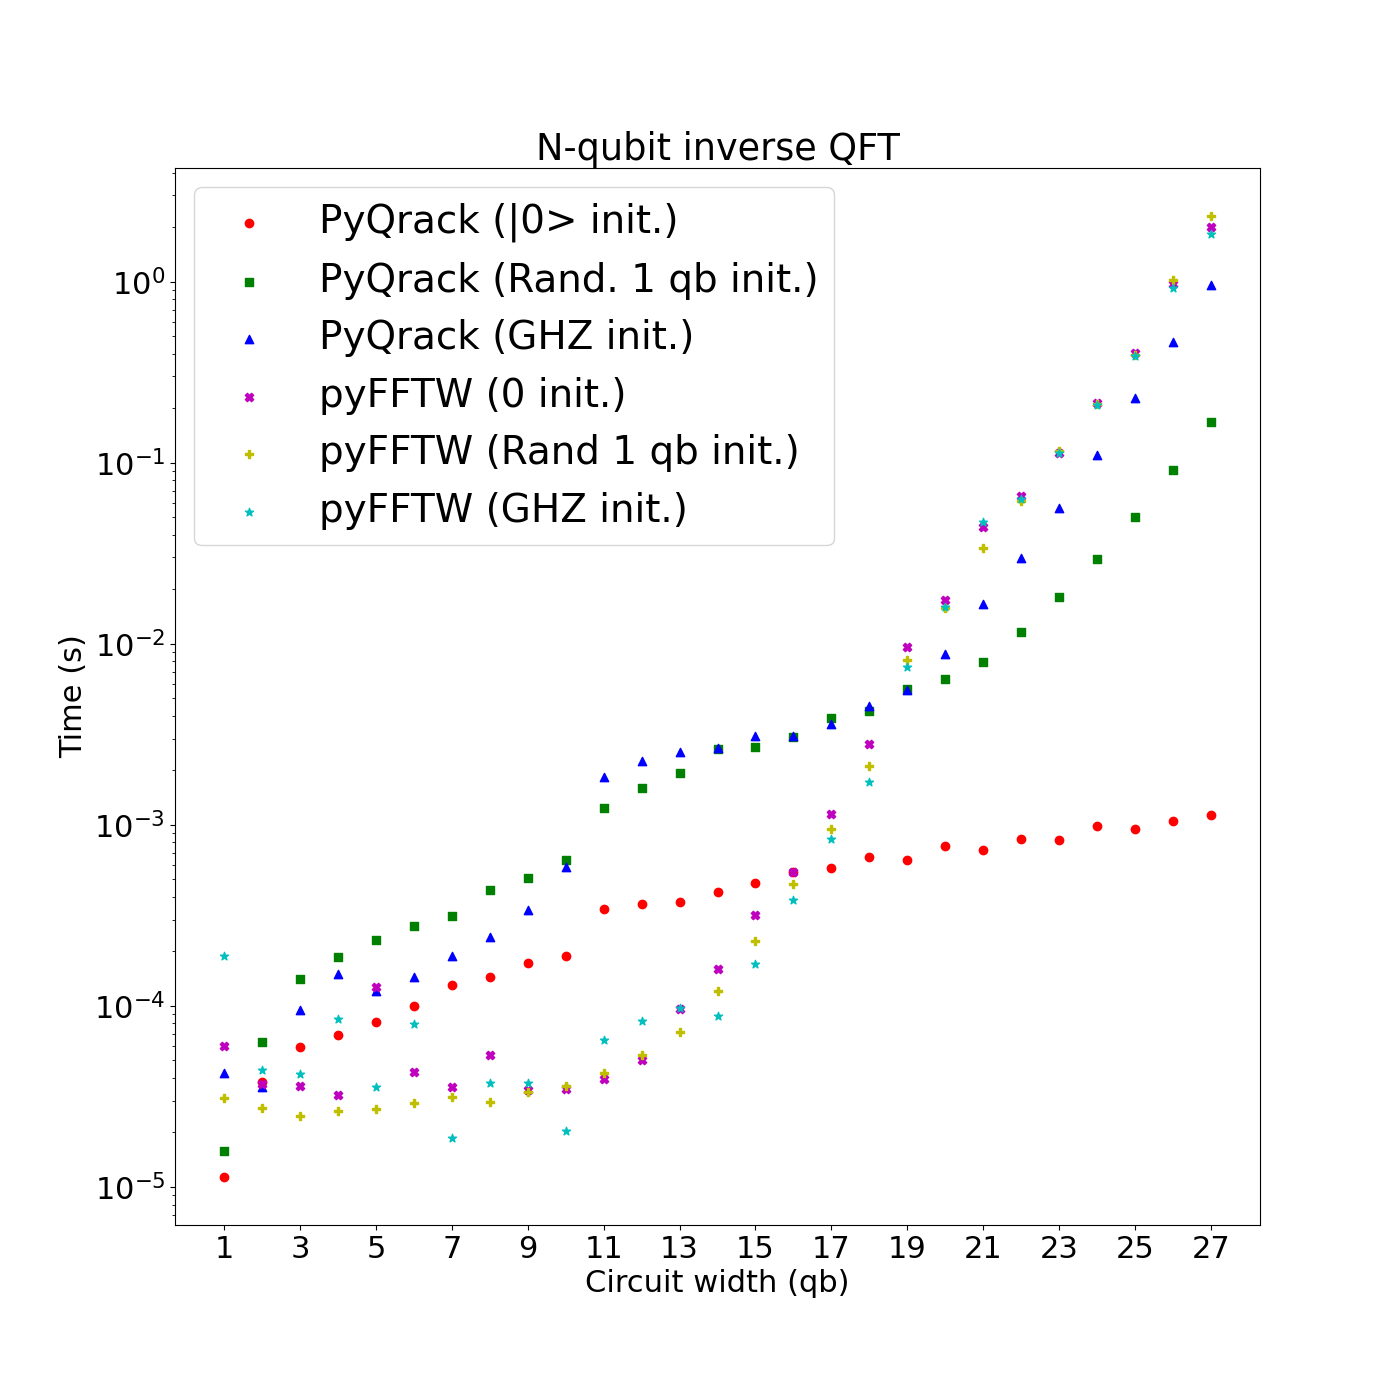 N-qubit inverse QFT
PyQrack (|0> init.)
PyQrack (Rand. 1 qb init.)
PyQrack (GHZ init.)
pyFFTW (0 init.)
pyFFTW (Rand 1 qb init.)
pyFFTW (GHZ init.)
Time (s)
10⁰
10⁻¹
10⁻²
10⁻³
10⁻⁴
10⁻⁵
1 3 5 7 9 11 13 15 17 19 21 23 25 27
Circuit width (qb)